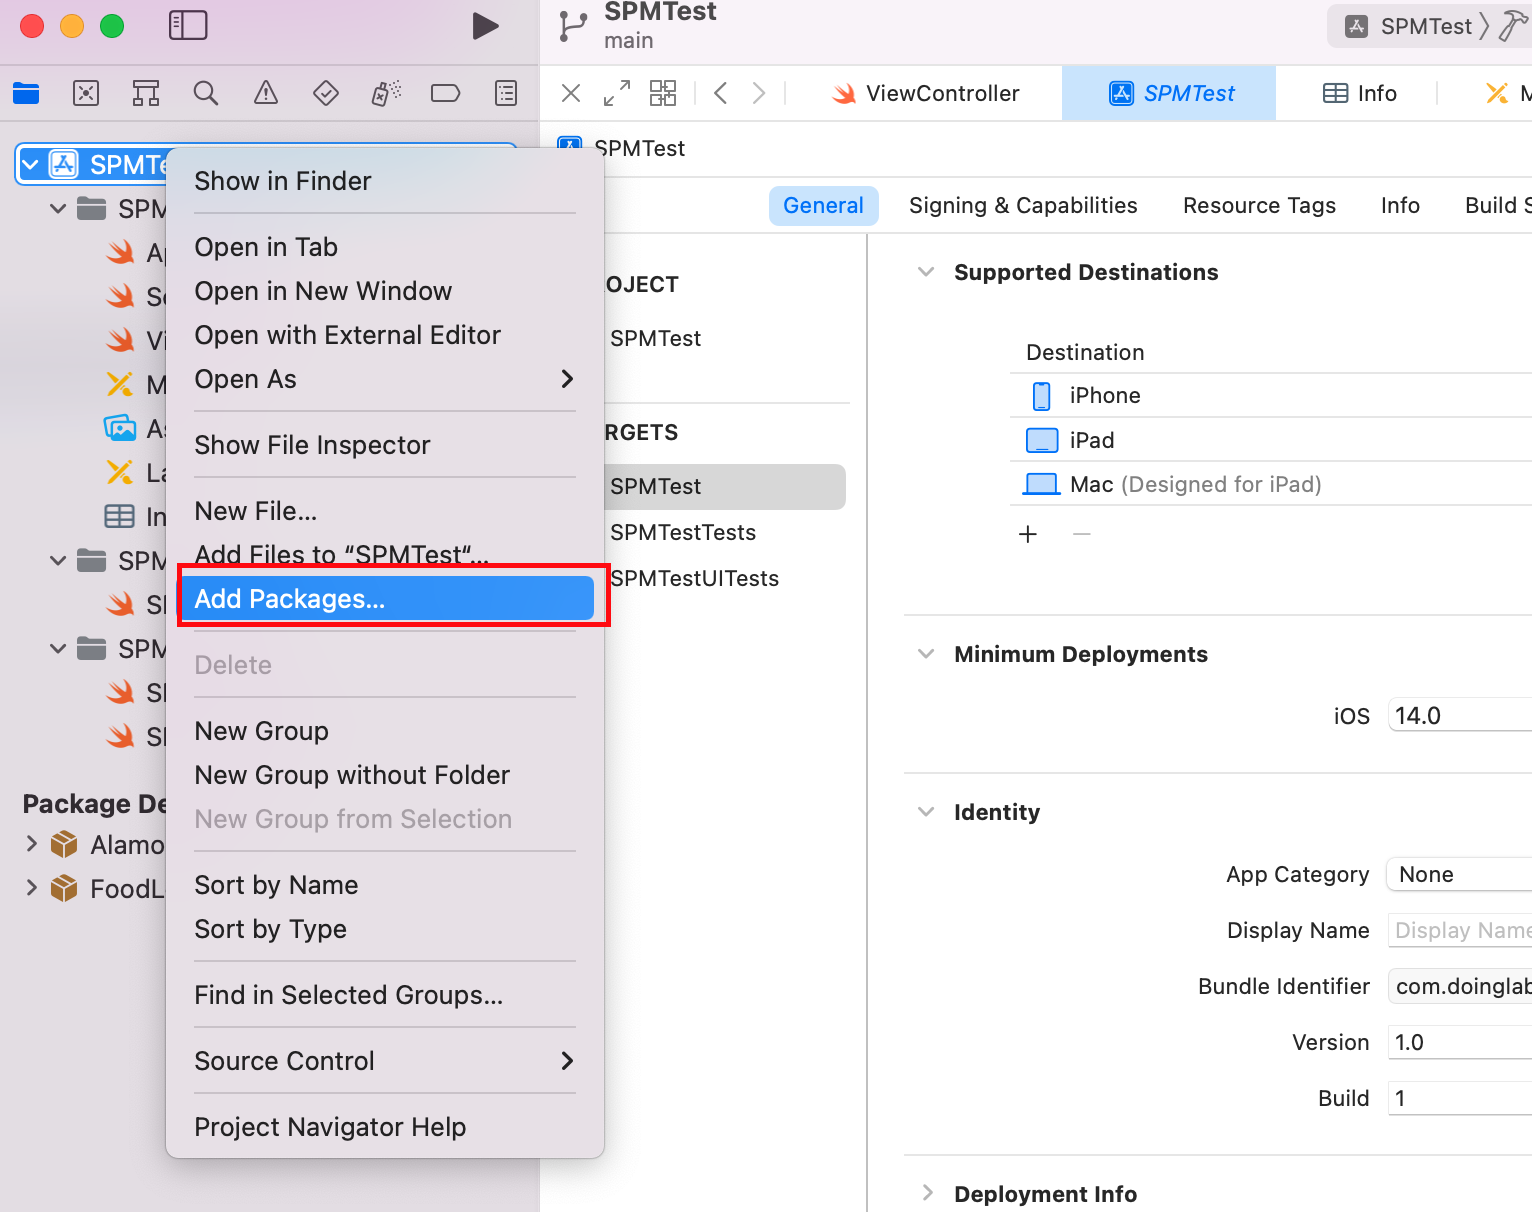 SPMTest
main
SPMTest
ViewController
SPMTest
Info
SPMTest
General
Signing & Capabilities
Resource Tags
Info
Build
Show in Finder
Open in Tab
Open in New Window
Open with External Editor
Open As
Show File Inspector
New File...
Add Files to “SPMTest“...
Add Packages...
Delete
New Group
New Group without Folder
New Group from Selection
Sort by Name
Sort by Type
Find in Selected Groups...
Source Control
Project Navigator Help
SPMTe
SPM
SPM
SPM
Package De
Alamo
FoodL
OJECT
SPMTest
RGETS
SPMTest
SPMTestTests
SPMTestUITests
Supported Destinations
Destination
iPhone
iPad
Mac (Designed for iPad)
Minimum Deployments
iOS
14.0
Identity
App Category
None
Display Name
Display Name
Bundle Identifier
com.doinglab
Version
1.0
Build
1
Deployment Info